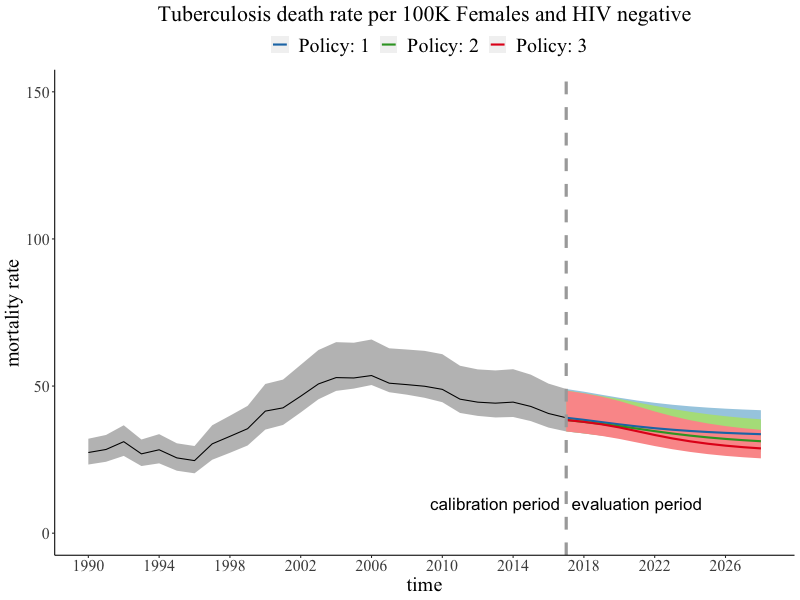 Tuberculosis death rate per 100K Females and HIV negative
Policy: 1 Policy: 2 Policy: 3
mortality rate
150
100
50
0
calibration period evaluation period
1990 1994 1998 2002 2006 2010 2014 2018 2022 2026
time